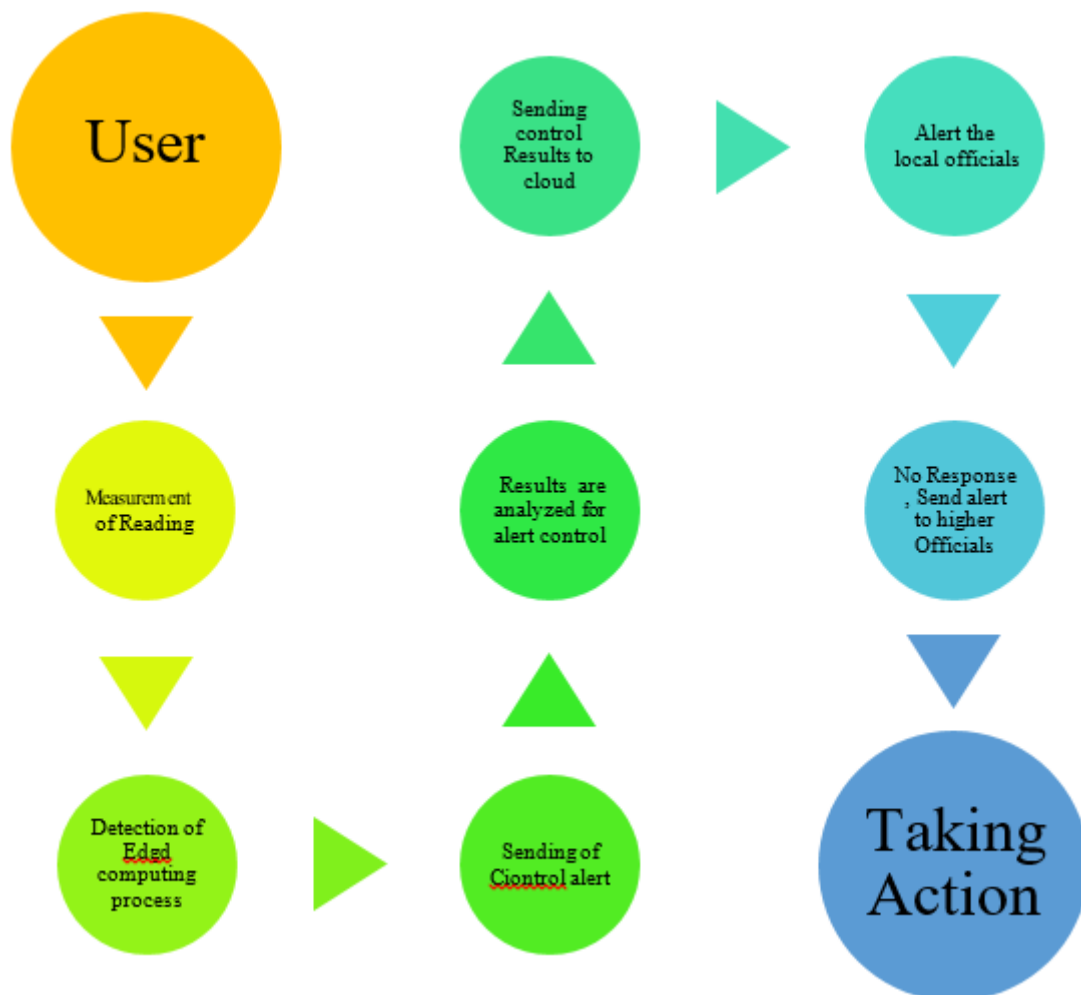 User
Measurement
of Reading
Detection of
Edgd
computing
process
Sending of
Ciontrol alert
Results are
analyzed for
alert control
Sending
control
Results to
cloud
Alert the
local officials
No Response
, Send alert
to higher
Officials
Taking
Action